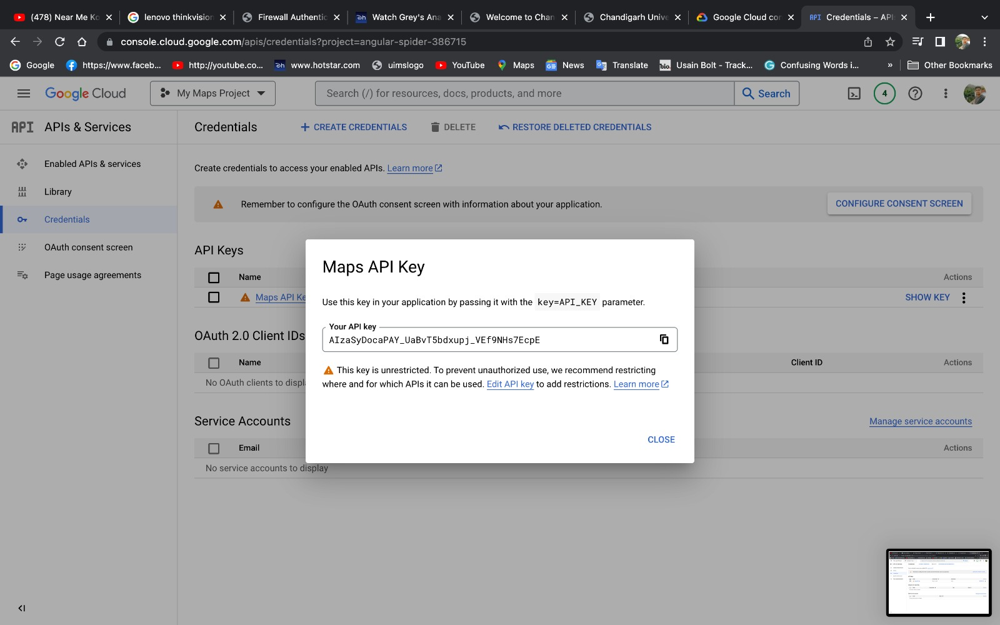 (478) Near Me Ko
lenovo thinkvision
Firewall Authentic
Watch Grey's Ana
Welcome to Chan
Chandigarh Unive
Google Cloud con
API Credentials – API
console.cloud.google.com/apis/credentials?project=angular-spider-386715
Google
https://www.faceb...
http://youtube.co...
www.hotstar.com
uimslogo
YouTube
Maps
News
Translate
bio. Usain Bolt - Track...
Confusing Words i...
»
Other Bookmarks
Google Cloud
My Maps Project
Search (/) for resources, docs, products, and more
Search
4
API APIs & Services
Credentials
CREATE CREDENTIALS
DELETE
RESTORE DELETED CREDENTIALS
Enabled APIs & services
Library
Credentials
OAuth consent screen
Page usage agreements
Create credentials to access your enabled APIs. Learn more
Remember to configure the OAuth consent screen with information about your application.
CONFIGURE CONSENT SCREEN
API Keys
Name
Actions
Maps API Ke
SHOW KEY
OAuth 2.0 Client IDs
Name
Client ID
Actions
No OAuth clients to displ
Service Accounts
Manage service accounts
Email
Actions
No service accounts to display
Maps API Key
Use this key in your application by passing it with the key=API_KEY parameter.
Your API key
AIzaSyDocaPAY_UaBvT5bdxupj_VEf9NHs7EcpE
This key is unrestricted. To prevent unauthorized use, we recommend restricting
where and for which APIs it can be used. Edit API key to add restrictions. Learn more
CLOSE